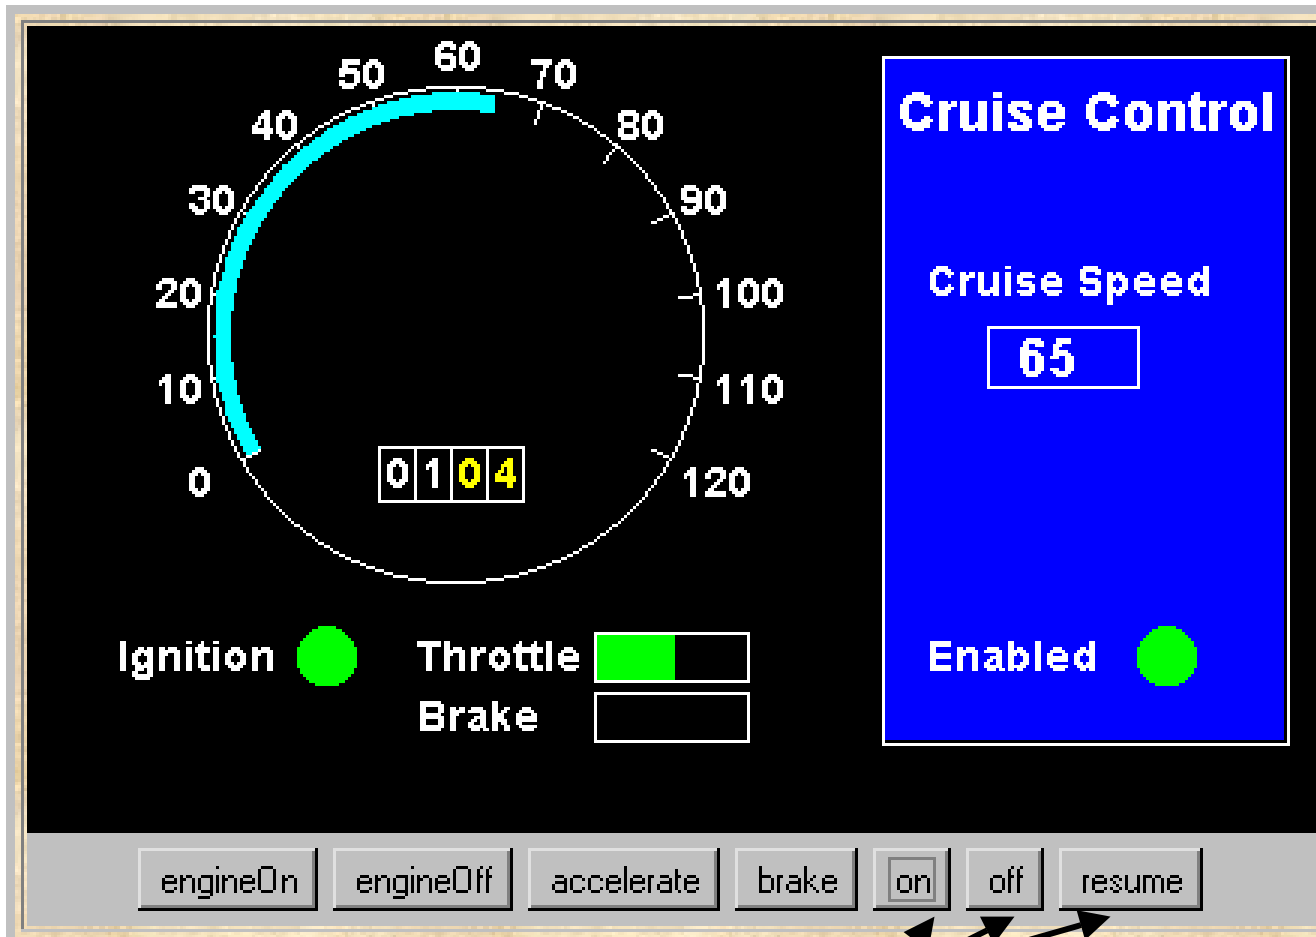 60
50
70
40
80
30
90
20
100
10
110
0
120
0104
Ignition
Throttle
Brake
Cruise Control
Cruise Speed
65
Enabled
engineOn engineOff accelerate brake on off resume